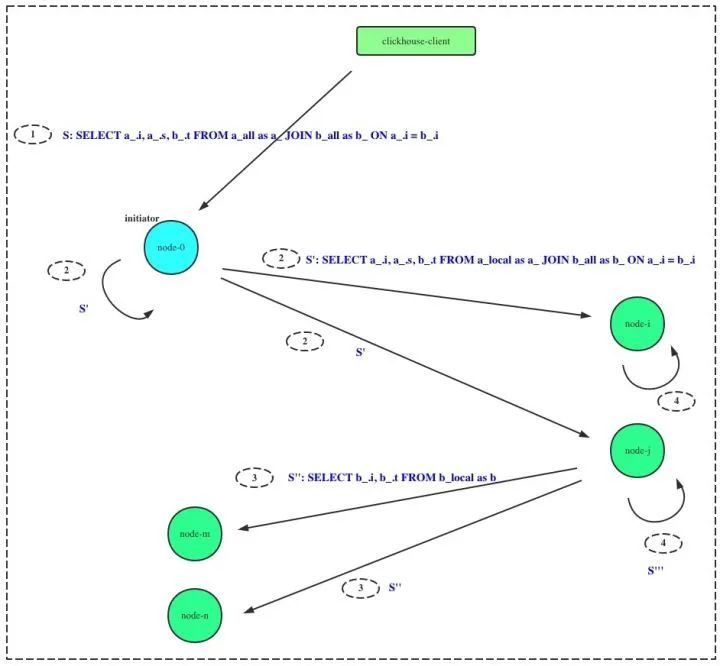 clickhouse-client
1
S: SELECT a_.i, a_.s, b_.t FROM a_all as a_ JOIN b_all as b_ ON a_.i = b_.i
initiator
node-0
2
S'
2
S': SELECT a_.i, a_.s, b_.t FROM a_local as a_ JOIN b_all as b_ ON a_.i = b_.i
2
S'
node-i
4
node-j
3
S'': SELECT b_.i, b_.t FROM b_local as b
4
S'''
node-m
3
S''
node-n